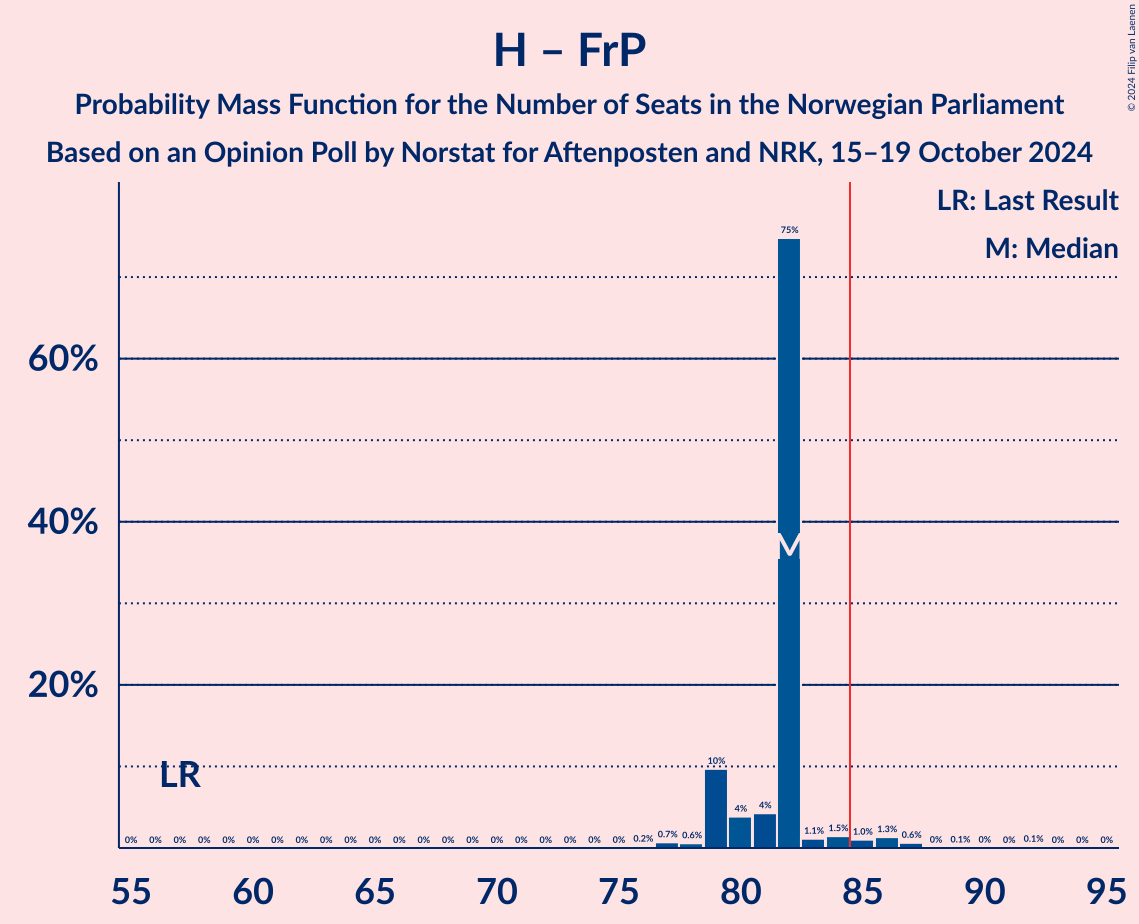 H – FrP
Probability Mass Function for the Number of Seats in the Norwegian Parliament
Based on an Opinion Poll by Norstat for Aftenposten and NRK, 15–19 October 2024
© 2024 Filip van Laenen
LR: Last Result
M: Median
60%
40%
20%
LR
M
0% 0% 0% 0% 0% 0% 0% 0% 0% 0% 0% 0% 0% 0% 0% 0% 0% 0% 0% 0% 0% 0.2% 0.7% 0.6% 10% 4% 4% 75% 1.1% 1.5% 1.0% 1.3% 0.6% 0% 0.1% 0% 0% 0.1% 0% 0% 0%
55 60 65 70 75 80 85 90 95